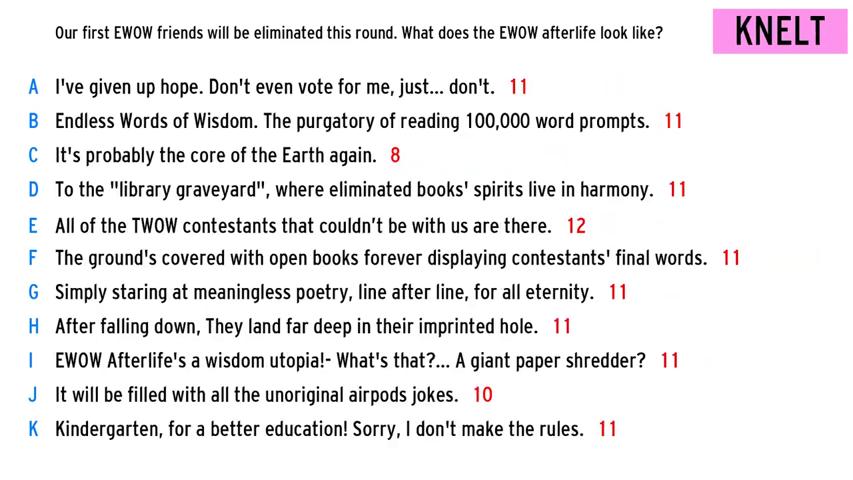 Our first EWOW friends will be eliminated this round. What does the EWOW afterlife look like?
KNELT
A I've given up hope. Don't even vote for me, just... don't. 11
B Endless Words of Wisdom. The purgatory of reading 100,000 word prompts. 11
C It's probably the core of the Earth again. 8
D To the "library graveyard", where eliminated books' spirits live in harmony. 11
E All of the TWOW contestants that couldn’t be with us are there. 12
F The ground's covered with open books forever displaying contestants' final words. 11
G Simply staring at meaningless poetry, line after line, for all eternity. 11
H After falling down, They land far deep in their imprinted hole. 11
I EWOW Afterlife's a wisdom utopia!- What's that?... A giant paper shredder? 11
J It will be filled with all the unoriginal airpods jokes. 10
K Kindergarten, for a better education! Sorry, I don't make the rules. 11